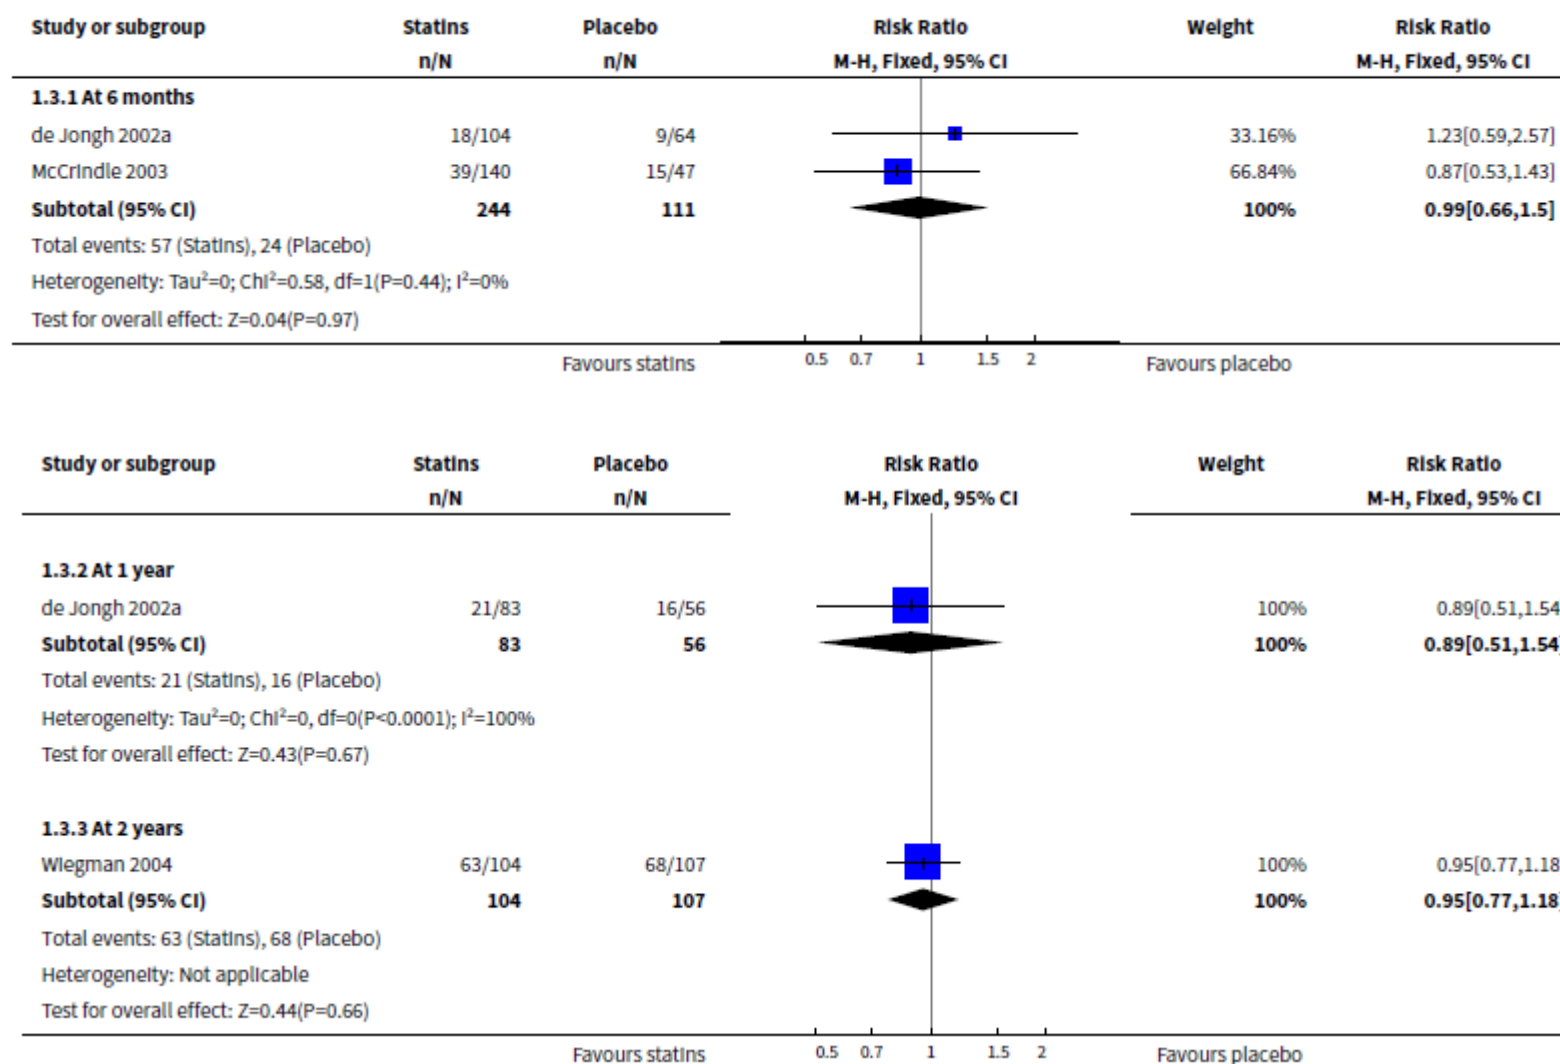 Study or subgroup Statins Placebo Risk Ratio Weight Risk Ratio
n/N n/N M-H, Fixed, 95% CI M-H, Fixed, 95% CI
1.3.1 At 6 months
de Jongh 2002a 18/104 9/64 33.16% 1.23[0.59,2.57]
McCrindle 2003 39/140 15/47 66.84% 0.87[0.53,1.43]
Subtotal (95% CI) 244 111 100% 0.99[0.66,1.5]
Total events: 57 (Statins), 24 (Placebo)
Heterogeneity: Tau²=0; Chi²=0.58, df=1(P=0.44); I²=0%
Test for overall effect: Z=0.04(P=0.97)
Favours statins 0.5 0.7 1 1.5 2 Favours placebo
Study or subgroup Statins Placebo Risk Ratio Weight Risk Ratio
n/N n/N M-H, Fixed, 95% CI M-H, Fixed, 95% CI
1.3.2 At 1 year
de Jongh 2002a 21/83 16/56 100% 0.89[0.51,1.54
Subtotal (95% CI) 83 56 100% 0.89[0.51,1.54]
Total events: 21 (Statins), 16 (Placebo)
Heterogeneity: Tau²=0; Chi²=0, df=0(P<0.0001); I²=100%
Test for overall effect: Z=0.43(P=0.67)
1.3.3 At 2 years
Wiegman 2004 63/104 68/107 100% 0.95[0.77,1.18
Subtotal (95% CI) 104 107 100% 0.95[0.77,1.18]
Total events: 63 (Statins), 68 (Placebo)
Heterogeneity: Not applicable
Test for overall effect: Z=0.44(P=0.66)
Favours statins 0.5 0.7 1 1.5 2 Favours placebo